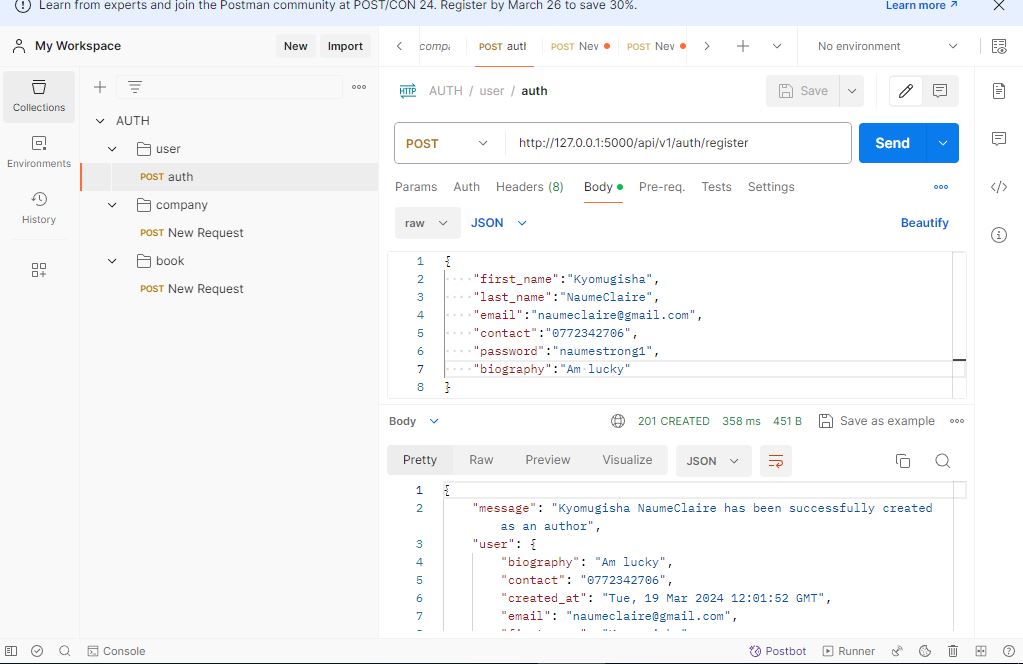 Learn from experts and join the Postman community at POST/CON 24. Register by March 26 to save 30%. Learn more
My Workspace
New
Import
POST auth
POST Nev
POST Nev
No environment
Collections
Environments
History
AUTH
user
POST auth
company
POST New Request
book
POST New Request
HTTP AUTH / user / auth
Save
POST http://127.0.0.1:5000/api/v1/auth/register
Send
Params Auth Headers (8) Body Pre-req. Tests Settings
raw JSON Beautify
1 {
2 "first_name":"Kyomugisha",
3 "last_name":"NaumeClaire",
4 "email":"naumeclaire@gmail.com",
5 "contact":"0772342706",
6 "password":"naumestrong1",
7 "biography":"Am lucky"
8 }
Body 201 CREATED 358 ms 451 B Save as example
Pretty Raw Preview Visualize JSON
1 {
2 "message": "Kyomugisha NaumeClaire has been successfully created
as an author",
3 "user": {
4 "biography": "Am lucky",
5 "contact": "0772342706",
6 "created_at": "Tue, 19 Mar 2024 12:01:52 GMT",
7 "email": "naumeclaire@gmail.com",
Console
Postbot
Runner